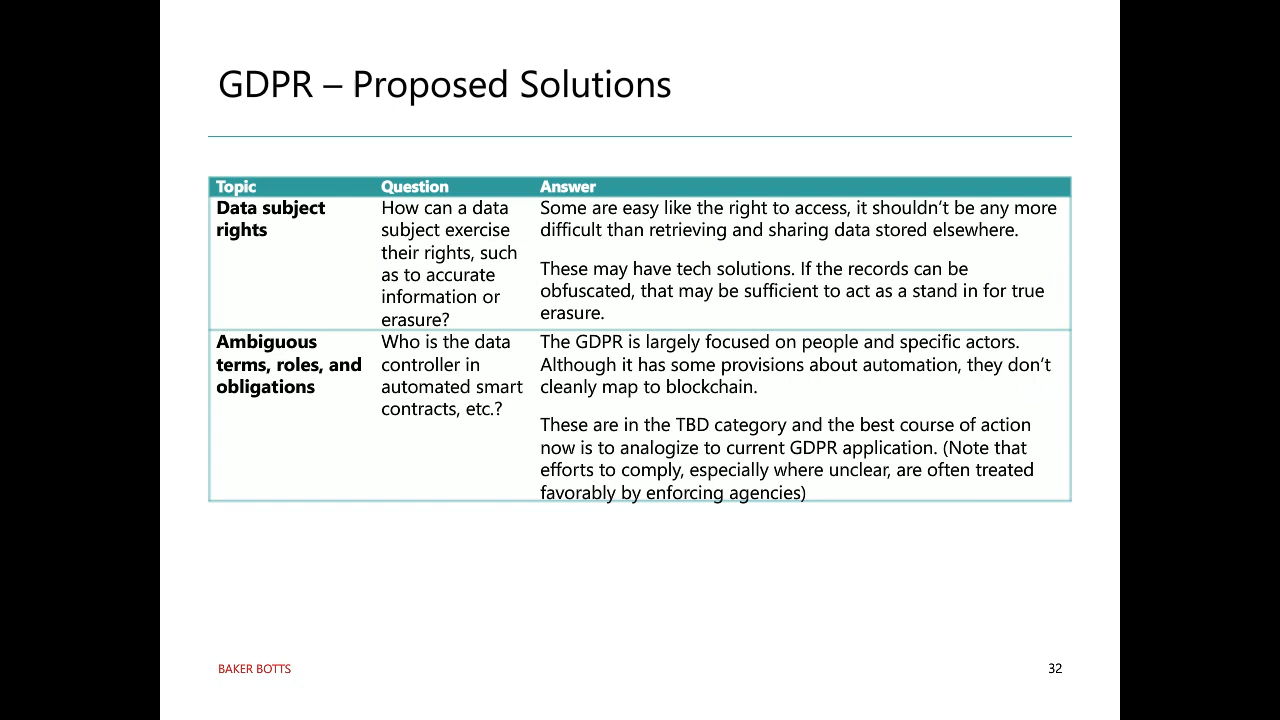 GDPR – Proposed Solutions
Topic
Question
Answer
Data subject
rights
How can a data
subject exercise
their rights, such
as to accurate
information or
erasure?
Some are easy like the right to access, it shouldn't be any more
difficult than retrieving and sharing data stored elsewhere.
These may have tech solutions. If the records can be
obfuscated, that may be sufficient to act as a stand in for true
erasure.
Ambiguous
terms, roles, and
obligations
Who is the data
controller in
automated smart
contracts, etc.?
The GDPR is largely focused on people and specific actors.
Although it has some provisions about automation, they don't
cleanly map to blockchain.
These are in the TBD category and the best course of action
now is to analogize to current GDPR application. (Note that
efforts to comply, especially where unclear, are often treated
favorably by enforcing agencies)
BAKER BOTTS
32